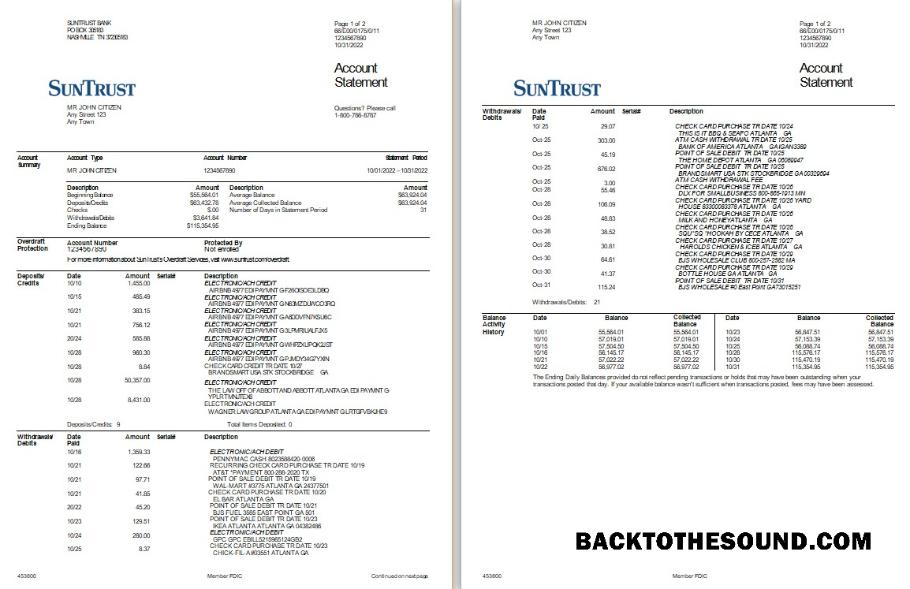 SUNTRUST BANK
PO BOX 305183
NASHVILLE TN 37230-5183
Page 1 of 2
66/E00/0175/0/11
1234567890
10/31/2022
Account
Statement
SUNTRUST
MR JOHN CITIZEN
Any Street 123
Any Town
Questions? Please call
1-800-786-8787
Account Summary
Account Type Account Number Statement Period
MR JOHN CITIZEN 1234567890 10/01/2022 - 10/31/2022
Description Amount Description Amount
Beginning Balance $55,564.01 Average Balance $63,924.04
Deposits/Credits $63,432.78 Average Collected Balance $63,924.04
Checks $.00 Number of Days in Statement Period 31
Withdrawals/Debits $3,641.84
Ending Balance $115,354.95
Overdraft Protection
Account Number Protected By
1234567890 Not enrolled
For more information about SunTrust's Overdraft Services, visit www.suntrust.com/overdraft.
Deposits/ Credits
Date Amount Serial# Description
10/10 1,455.00 ELECTRONIC/ACH CREDIT
AIRBNB 4977 EDI PAYMNT
10/15 485.49 ELECTRONIC/ACH CREDIT
AIRBNB 4977 EDI PAYMNT
10/21 383.15 ELECTRONIC/ACH CREDIT
AIRBNB 4977 EDI PAYMNT
10/21 756.12 ELECTRONIC/ACH CREDIT
AIRBNB 4977 EDI PAYMNT
20/24 585.88 ELECTRONIC/ACH CREDIT
AIRBNB 4977 EDI PAYMNT
10/28 960.30 ELECTRONIC/ACH CREDIT
AIRBNB 4977 EDI PAYMNT
10/28 8.64 CHECK CARD CREDIT TR DATE 10/27
BRANDSMART USA STK STOCKBRIDGE GA
10/28 50,357.00 ELECTRONIC/ACH CREDIT
THE LAW OFF OF ABBOTT AND ABBOTT ATLANTA GA EDI PAYMNT G
10/28 8,431.00 ELECTRONIC/ACH CREDIT
WAGNER LAW GROUP ATLANTA GA EDI PAYMNT
Deposits/Credits: 9 Total Items Deposited: 0
Withdrawals/ Debits
Date Paid Amount Serial# Description
10/16 1,359.33 ELECTRONIC/ACH DEBIT
PENNYMAC CASH 8023588420-0006
10/21 122.66 RECURRING CHECK CARD PURCHASE TR DATE 10/19
AT&T *PAYMENT 800-288-2020 TX
10/21 97.71 POINT OF SALE DEBIT TR DATE 10/19
WAL-MART #3775 ATLANTA GA 24377501
10/21 41.85 CHECK CARD PURCHASE TR DATE 10/20
EL BAR ATLANTA GA
20/22 45.20 POINT OF SALE DEBIT TR DATE 10/21
BJS FUEL 3565 EAST POINT GA 501
10/23 129.51 POINT OF SALE DEBIT TR DATE 10/23
IKEA ATLANTA ATLANTA GA 04382486
10/24 260.00 ELECTRONIC/ACH DEBIT
GPC GPC EBILL 5215965124GB2
10/25 8.37 CHECK CARD PURCHASE TR DATE 10/23
CHICK-FIL-A #03551 ATLANTA GA
453800 Member FDIC Continued on next page
MR JOHN CITIZEN
Any Street 123
Any Town
Page 1 of 2
66/E00/0175/0/11
1234567890
10/31/2022
Account
Statement
SUNTRUST
Withdrawals/ Debits
Date Paid Amount Serial# Description
10/ 25 29.07 CHECK CARD PURCHASE TR DATE 10/24
THIS IS IT BBQ & SEAFO ATLANTA GA
Oct-25 303.00 ATM CASH WITHDRAWAL TR DATE 10/25
BANK OF AMERICA ATLANTA GAIGAN3389
Oct-25 45.19 POINT OF SALE DEBIT TR DATE 10/25
THE HOME DEPOT ATLANTA GA 06069947
Oct-25 676.02 POINT OF SALE DEBIT TR DATE 10/25
BRANDSMART USA STK STOCKBRIDGE GA 00329504
Oct-25 3.00 ATM CASH WITHDRAWAL FEE
Oct-28 55.46 CHECK CARD PURCHASE TR DATE 10/26
DLX FOR SMALLBUSINESS 800-865-1913 MN
Oct-28 106.09 CHECK CARD PURCHASE TR DATE 10/26 YARD
HOUSE 83300083378 ATLANTA GA
Oct-28 48.83 CHECK CARD PURCHASE TR DATE 10/26
MILK AND HONEY ATLANTA GA
Oct-28 38.52 CHECK CARD PURCHASE TR DATE 10/26
SQU"SQ "HOOKAH BY CECE ATLANTA GA
Oct-28 30.81 CHECK CARD PURCHASE TR DATE 10/27
HAROLDS CHICKEN & ICEB ATLANTA GA
Oct-30 64.61 CHECK CARD PURCHASE TR DATE 10/29
BJS WHOLESALE CLUB 800-257-2582 MA
Oct-30 41.37 CHECK CARD PURCHASE TR DATE 10/29
BOTTLE HOUSE GA ATLANTA GA
Oct-31 115.24 POINT OF SALE DEBIT TR DATE 10/31
BJS WHOLESALE #0 East Point GA73015251
Withdrawals/Debits: 21
Balance Activity History
Date Balance Collected Balance Date Balance Collected Balance
10/01 55,564.01 55,564.01 10/23 56,847.51 56,847.51
10/10 57,019.01 57,019.01 10/24 57,153.39 57,153.39
10/15 57,504.50 57,504.50 10/25 56,088.74 56,088.74
10/16 56,145.17 56,145.17 10/28 115,576.17 115,576.17
10/21 57,022.22 57,022.22 10/30 115,470.19 115,470.19
10/22 56,977.02 56,977.02 10/31 115,354.95 115,354.95
The Ending Daily Balances provided do not reflect pending transactions or holds that may have been outstanding when your
transactions posted that day. If your available balance wasn't sufficient when transactions posted, fees may have been assessed.
BACKTOTHESOUND.COM
453800 Member FDIC